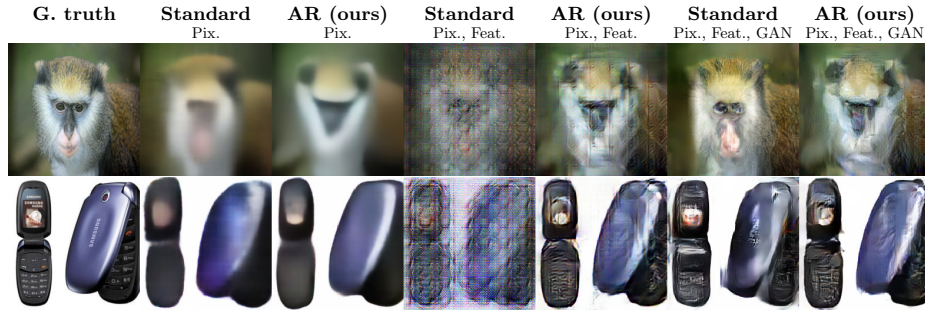 G. truth Standard AR (ours) Standard AR (ours) Standard AR (ours)
Pix. Pix. Pix., Feat. Pix., Feat. Pix., Feat., GAN Pix., Feat., GAN
SAMSUNG